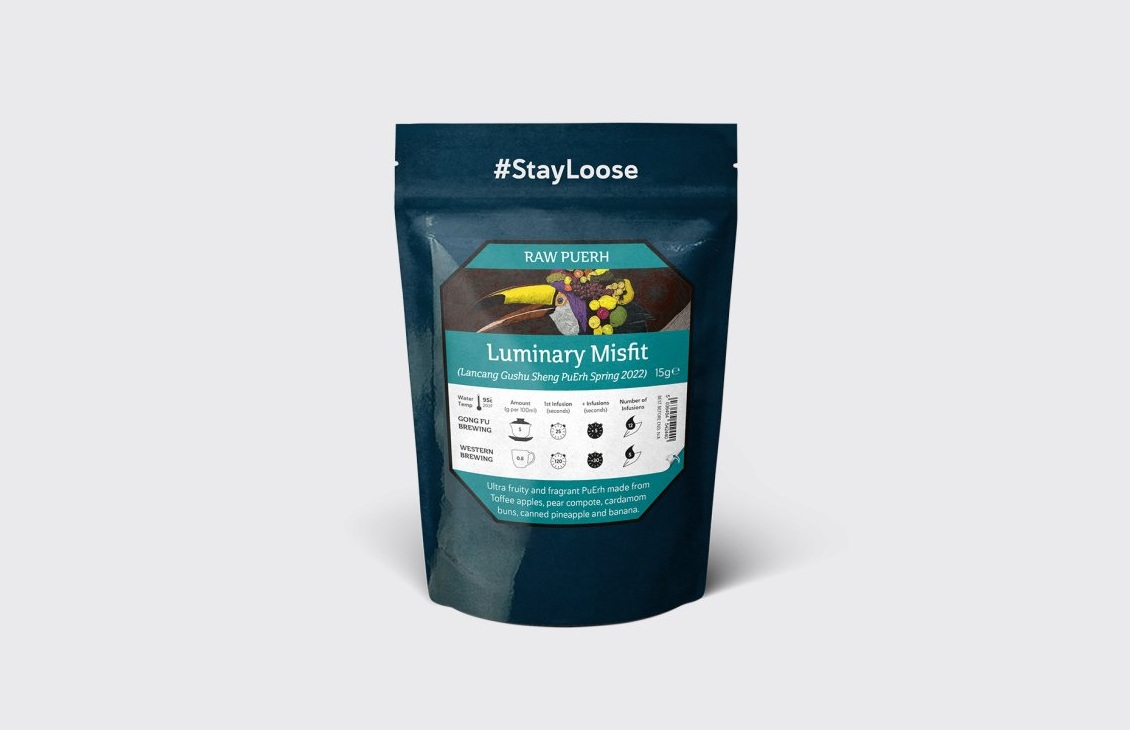 #StayLoose
RAW PUERH
Luminary Misfit
(Lancang Gushu Sheng PuErh Spring 2022) 15g℮
Water Temp
Amount (g per 100ml)
1st Infusion (seconds)
+ Infusions (seconds)
Number of Infusions
GONG FU BREWING
5
25
WESTERN BREWING
0.8
120
Ultra fruity and fragrant PuErh made from
Toffee apples, pear compote, cardamom
buns, canned pineapple and banana.